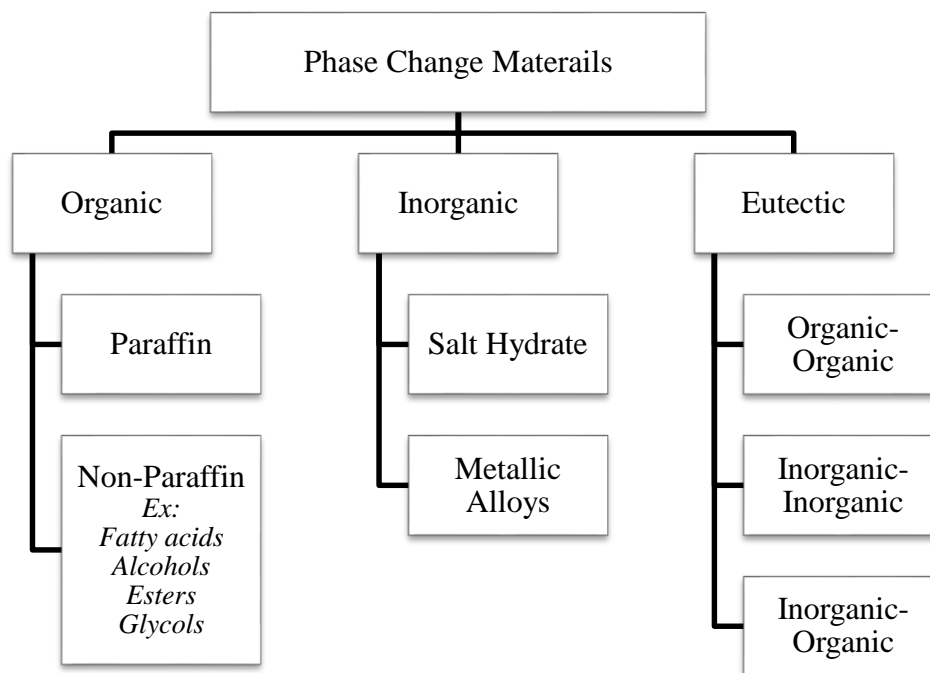 Phase Change Materails
Organic
Inorganic
Eutectic
Paraffin
Salt Hydrate
Organic-
Organic
Non-Paraffin
Ex:
Fatty acids
Alcohols
Esters
Glycols
Metallic
Alloys
Inorganic-
Inorganic
Inorganic-
Organic